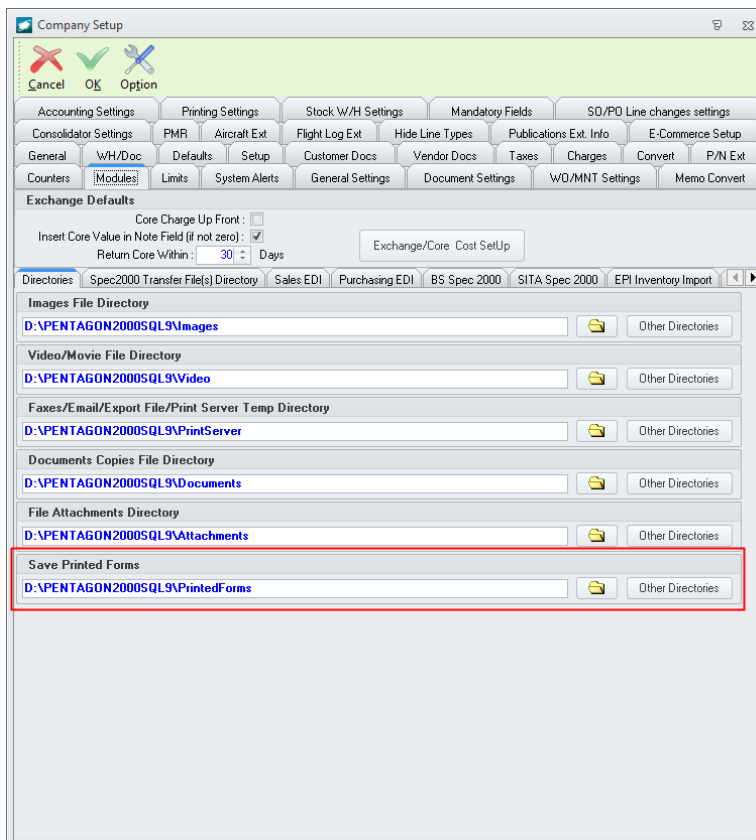 Company Setup
Cancel OK Option
Accounting Settings Printing Settings Stock W/H Settings Mandatory Fields SO/PO Line changes settings
Consolidator Settings PMR Aircraft Ext Flight Log Ext Hide Line Types Publications Ext. Info E-Commerce Setup
General WH/Doc Defaults Setup Customer Docs Vendor Docs Taxes Charges Convert P/N Ext
Counters Modules Limits System Alerts General Settings Document Settings WO/MNT Settings Memo Convert
Exchange Defaults
Core Charge Up Front :
Insert Core Value in Note Field (if not zero) :
Return Core Within : 30 Days
Exchange/Core Cost SetUp
Directories Spec2000 Transfer File(s) Directory Sales EDI Purchasing EDI BS Spec 2000 SITA Spec 2000 EPI Inventory Import
Images File Directory
D:\PENTAGON2000SQL9\Images Other Directories
Video/Movie File Directory
D:\PENTAGON2000SQL9\Video Other Directories
Faxes/Email/Export File/Print Server Temp Directory
D:\PENTAGON2000SQL9\PrintServer Other Directories
Documents Copies File Directory
D:\PENTAGON2000SQL9\Documents Other Directories
File Attachments Directory
D:\PENTAGON2000SQL9\Attachments Other Directories
Save Printed Forms
D:\PENTAGON2000SQL9\PrintedForms Other Directories